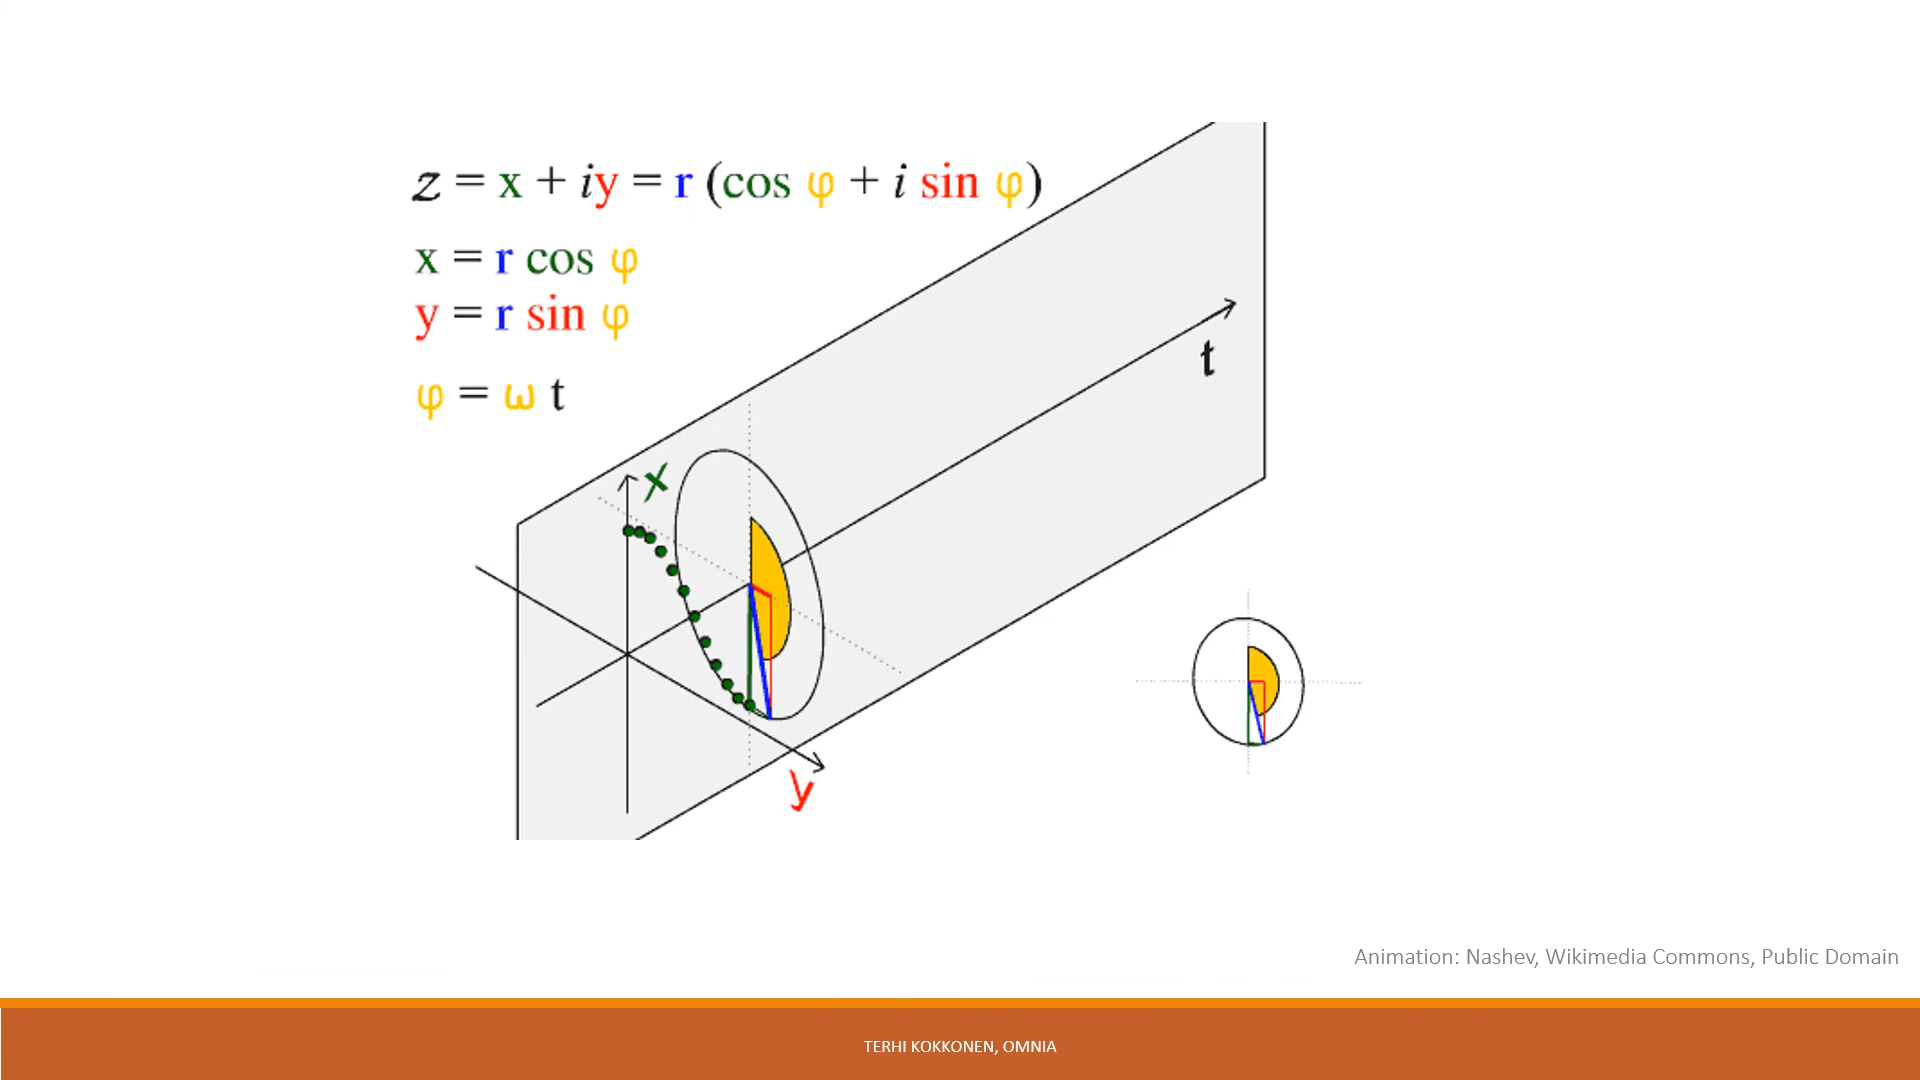 z = x + iy = r (cos φ + i sin φ)
x = r cos φ
y = r sin φ
φ = ω t
t
x
y
Animation: Nashev, Wikimedia Commons, Public Domain
TERHI KOKKONEN, OMNIA